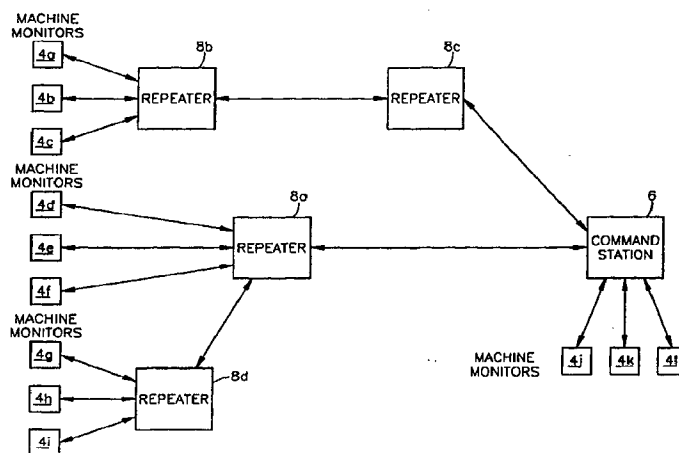 MACHINE
MONITORS
4a
4b
4c
8b
REPEATER
8c
REPEATER
MACHINE
MONITORS
4d
4e
4f
8a
REPEATER
6
COMMAND
STATION
MACHINE
MONITORS
4g
4h
4i
8d
REPEATER
MACHINE
MONITORS
4j
4k
4l